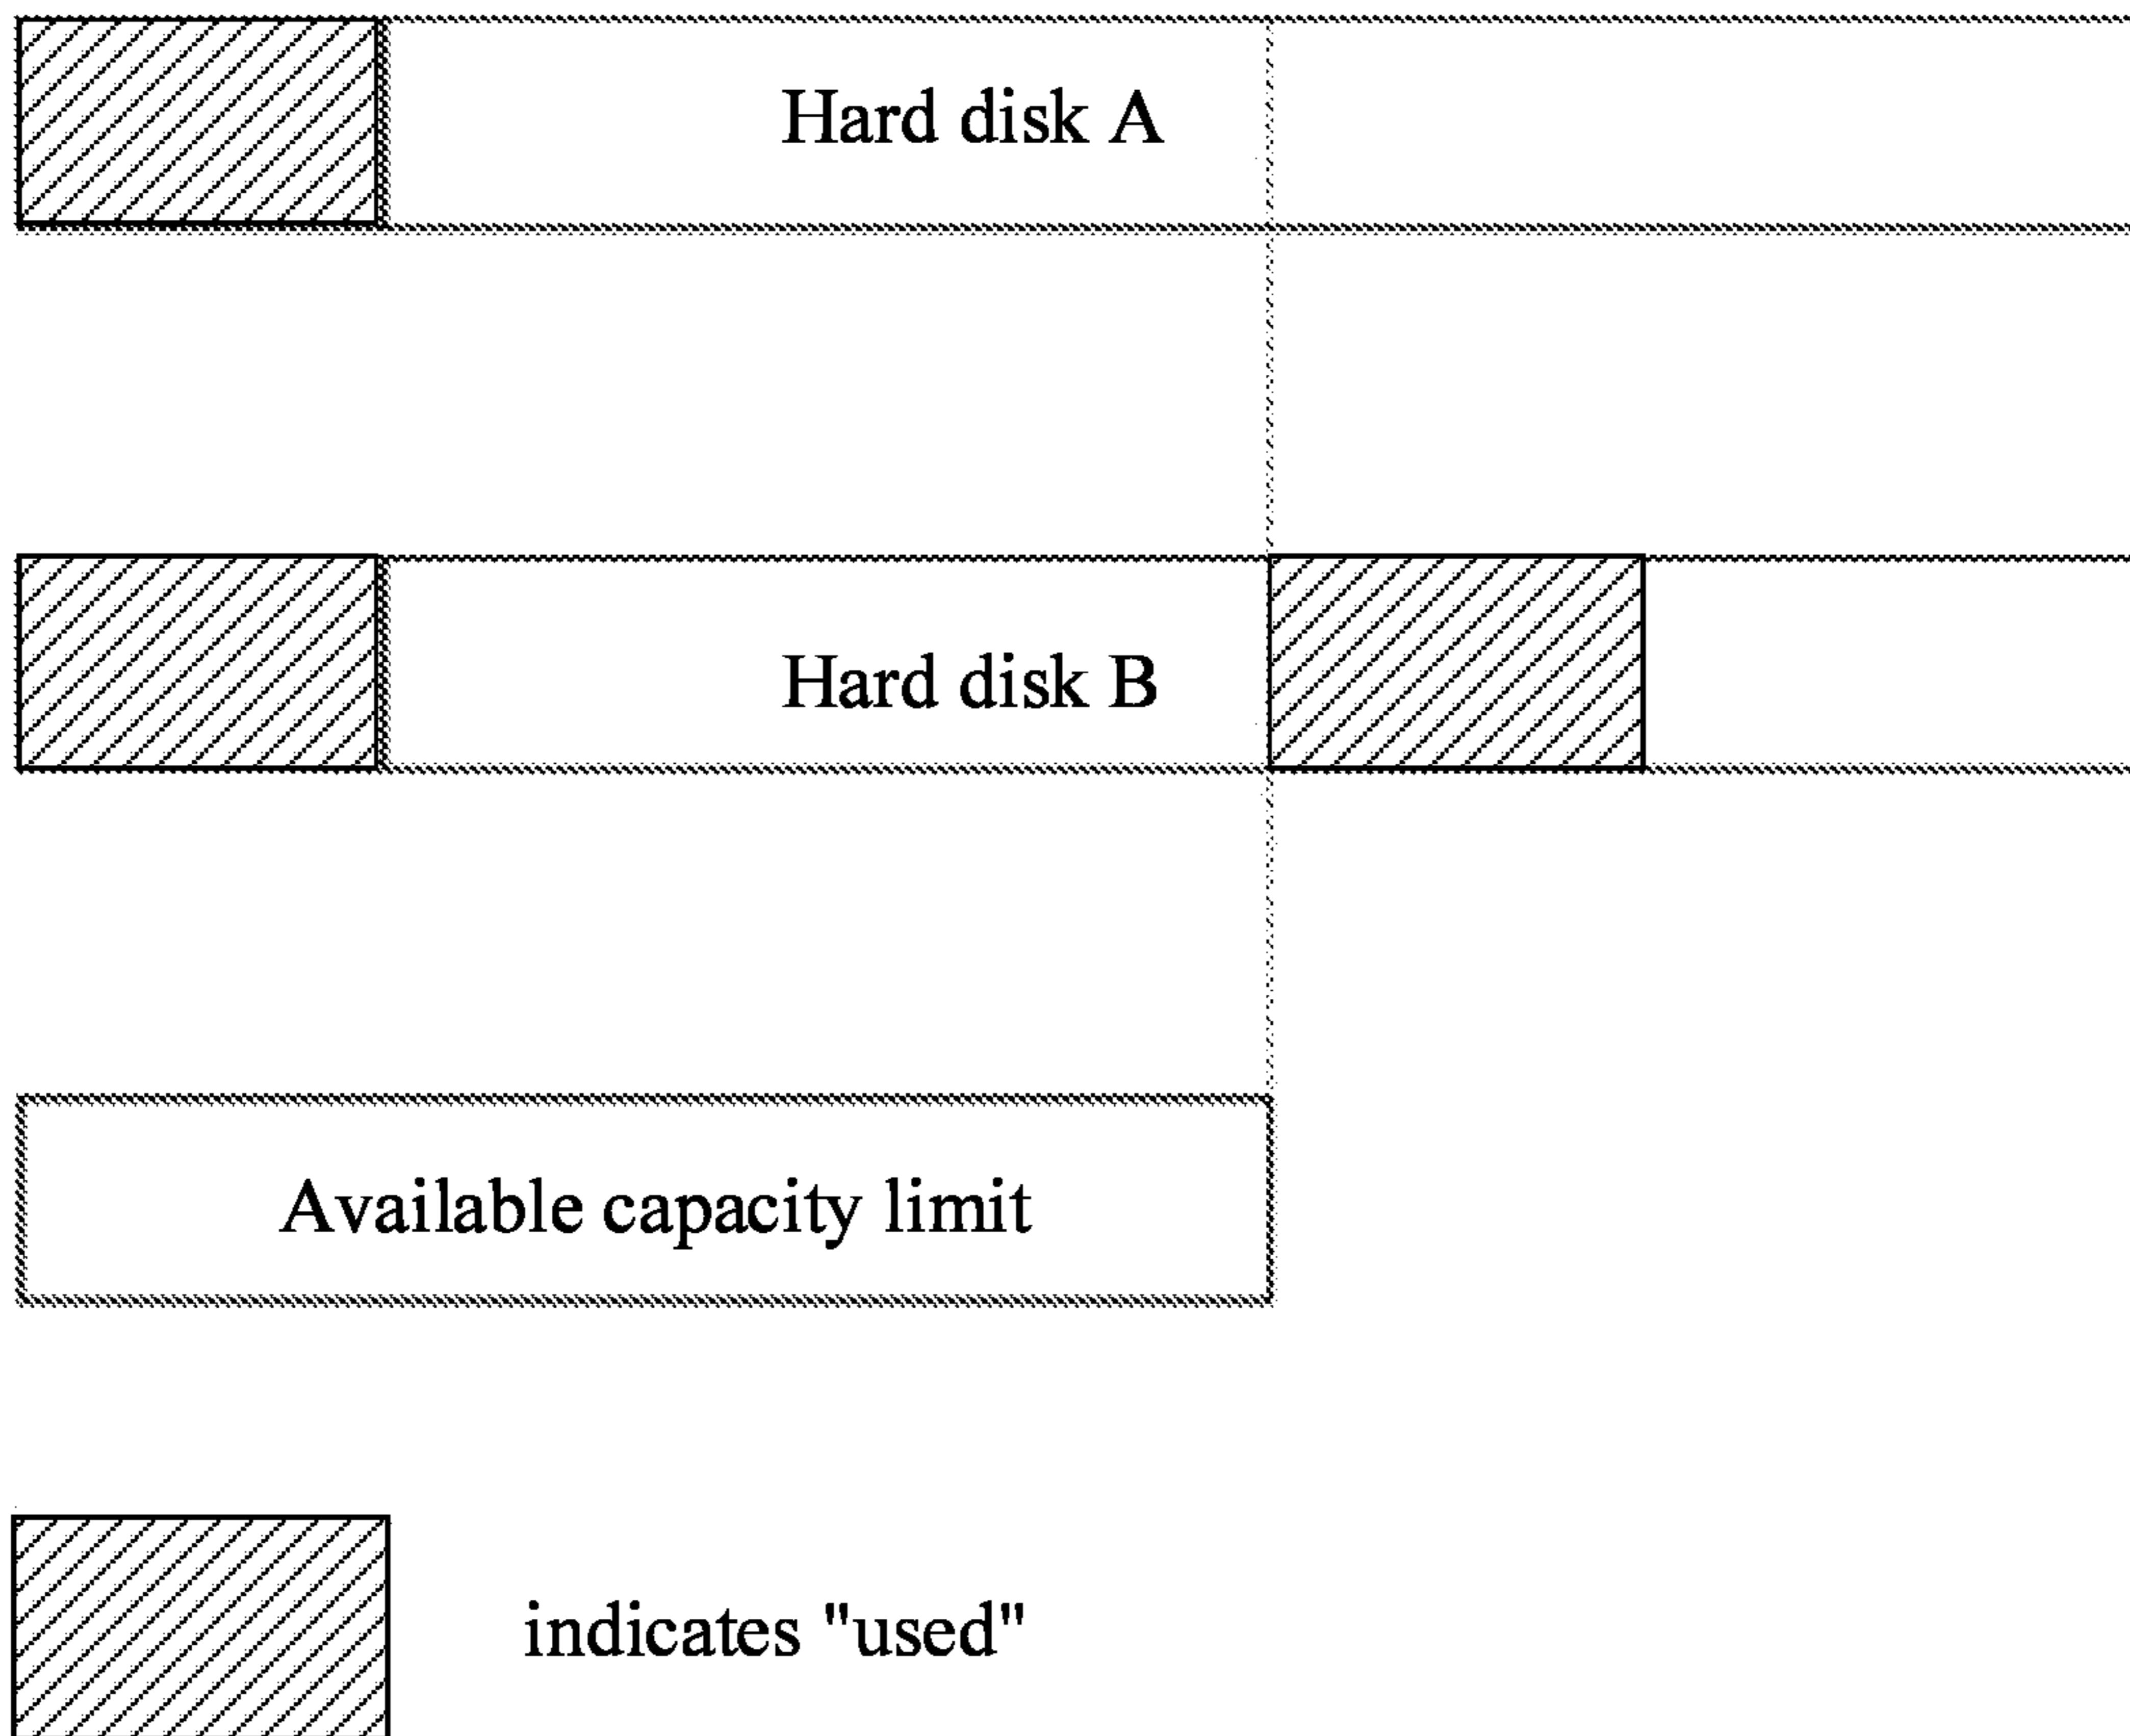 Hard disk A
Hard disk B
Available capacity limit
indicates "used"